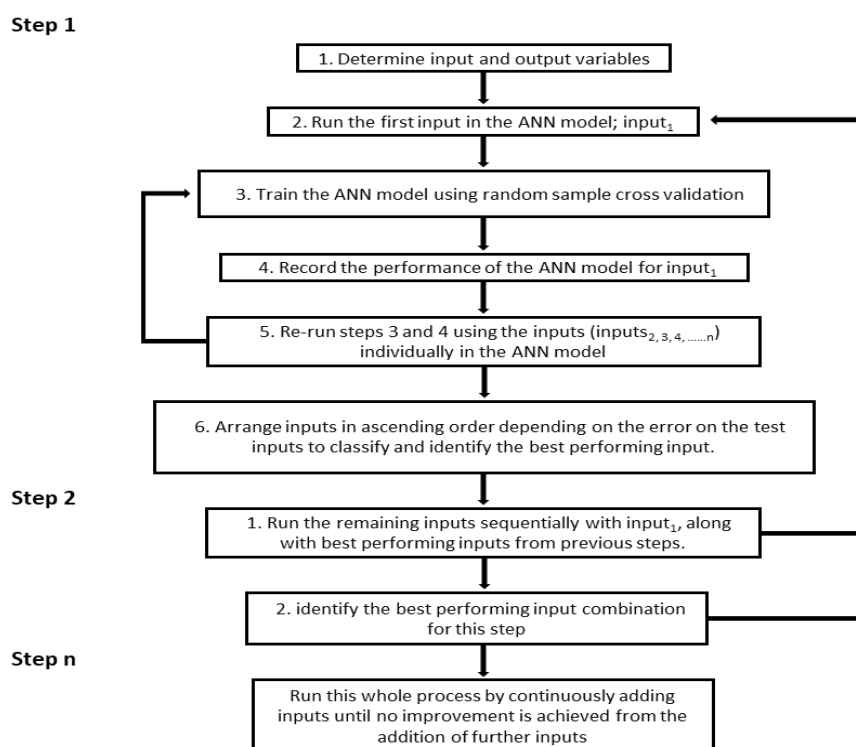 Step 1
1. Determine input and output variables
2. Run the first input in the ANN model; input₁
3. Train the ANN model using random sample cross validation
4. Record the performance of the ANN model for input₁
5. Re-run steps 3 and 4 using the inputs (inputs₂, ₃, ₄, ......ₙ)
individually in the ANN model
6. Arrange inputs in ascending order depending on the error on the test
inputs to classify and identify the best performing input.
Step 2
1. Run the remaining inputs sequentially with input₁, along
with best performing inputs from previous steps.
2. identify the best performing input combination
for this step
Step n
Run this whole process by continuously adding
inputs until no improvement is achieved from the
addition of further inputs